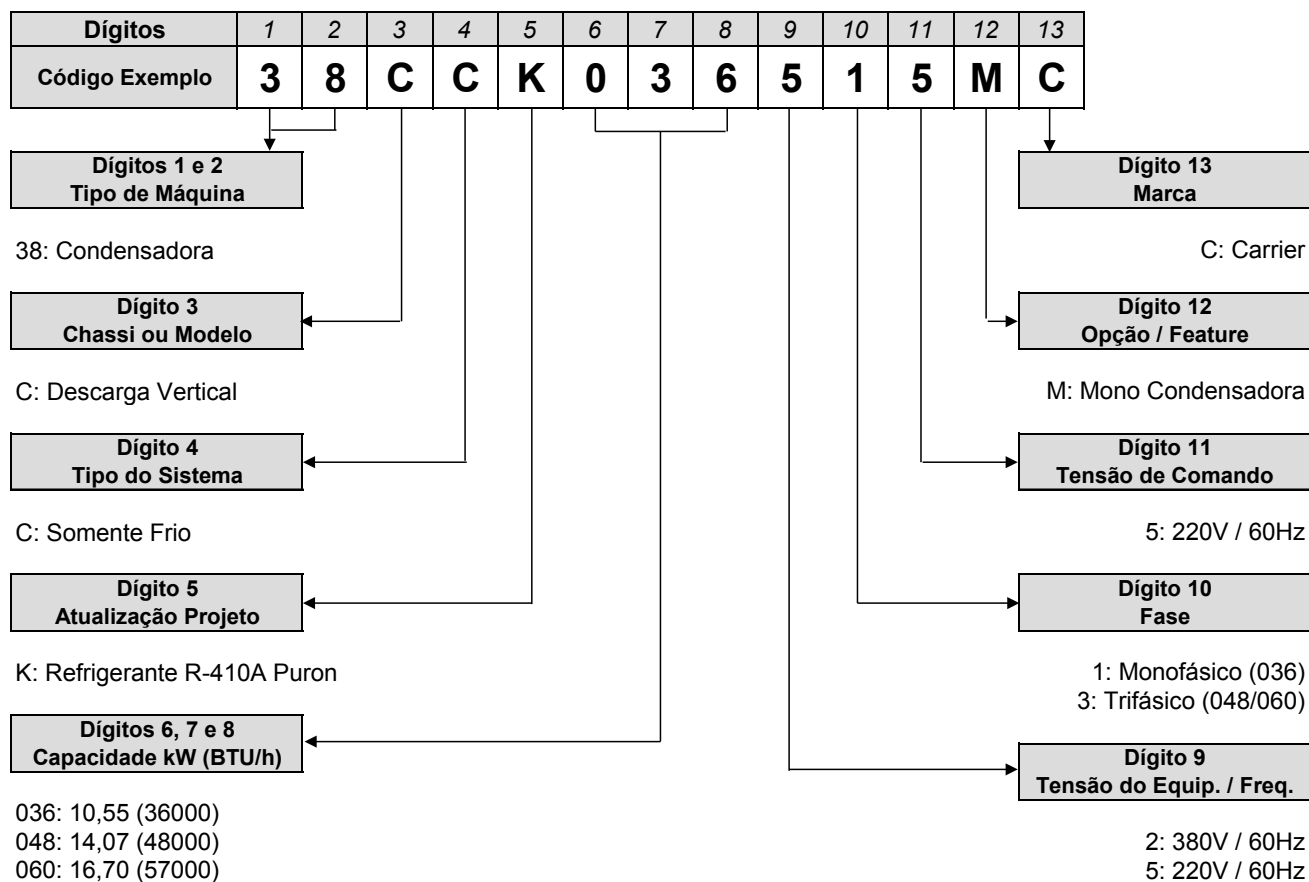 Dígitos 1 2 3 4 5 6 7 8 9 10 11 12 13
Código Exemplo 3 8 C C K 0 3 6 5 1 5 M C
Dígitos 1 e 2
Tipo de Máquina
38: Condensadora
Dígito 3
Chassi ou Modelo
C: Descarga Vertical
Dígito 4
Tipo do Sistema
C: Somente Frio
Dígito 5
Atualização Projeto
K: Refrigerante R-410A Puron
Dígitos 6, 7 e 8
Capacidade kW (BTU/h)
036: 10,55 (36000)
048: 14,07 (48000)
060: 16,70 (57000)
Dígito 13
Marca
C: Carrier
Dígito 12
Opção / Feature
M: Mono Condensadora
Dígito 11
Tensão de Comando
5: 220V / 60Hz
Dígito 10
Fase
1: Monofásico (036)
3: Trifásico (048/060)
Dígito 9
Tensão do Equip. / Freq.
2: 380V / 60Hz
5: 220V / 60Hz